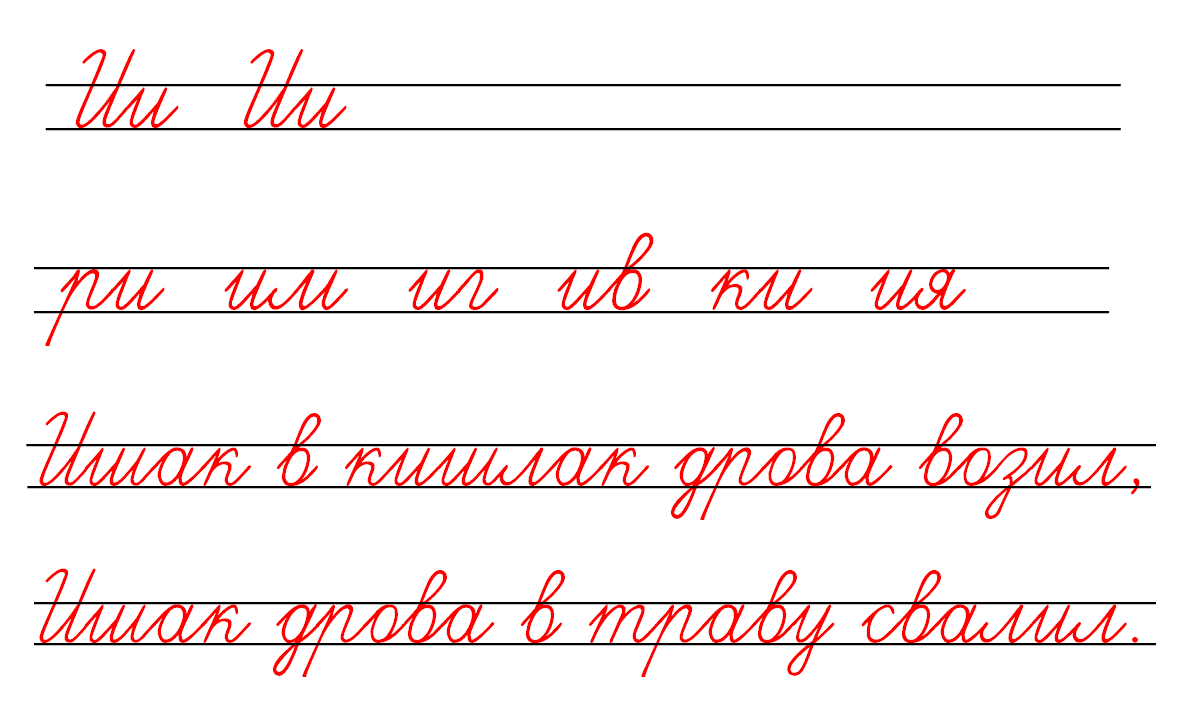 Ии Ии
ри им иг ив ки ия
Ишак в кишлак дрова возил,
Ишак дрова в траву свалил.